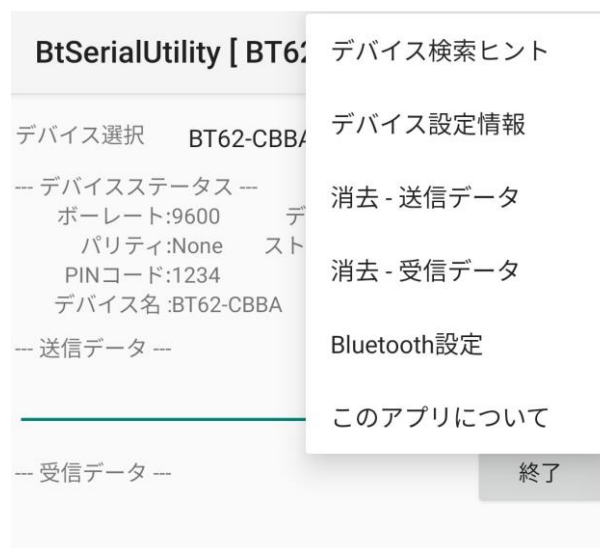 BtSerialUtility [ BT62
デバイス検索ヒント
デバイス設定情報
消去 - 送信データ
消去 - 受信データ
Bluetooth設定
このアプリについて
デバイス選択 BT62-CBBA
--- デバイスステータス ---
ボーレート:9600 デ
パリティ:None スト
PINコード:1234
デバイス名 :BT62-CBBA
--- 送信データ ---
--- 受信データ ---
終了